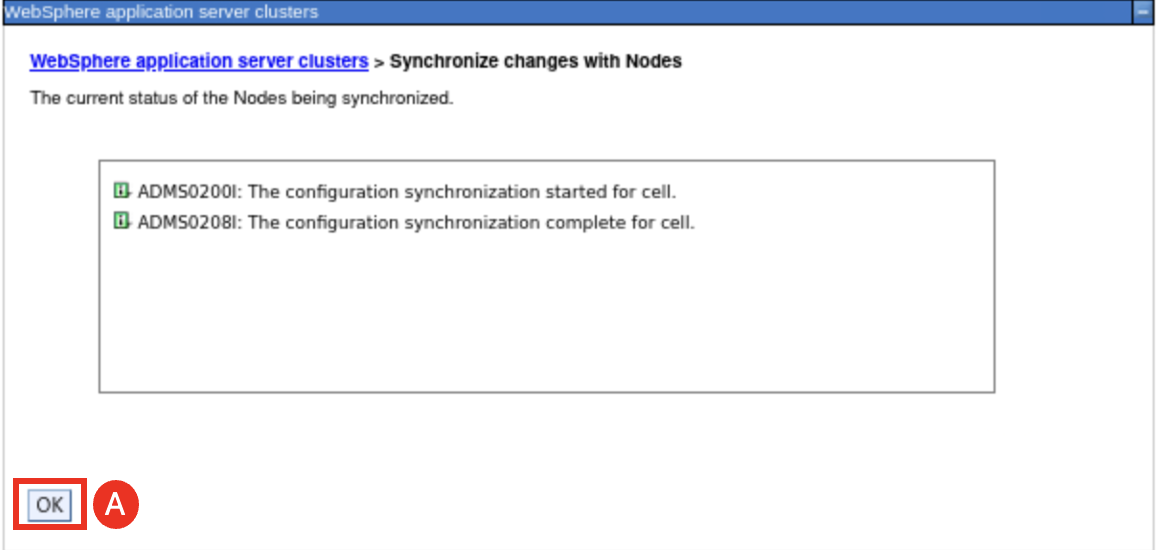 WebSphere application server clusters
WebSphere application server clusters > Synchronize changes with Nodes
The current status of the Nodes being synchronized.
ADMS0200I: The configuration synchronization started for cell.
ADMS0208I: The configuration synchronization complete for cell.
OK A